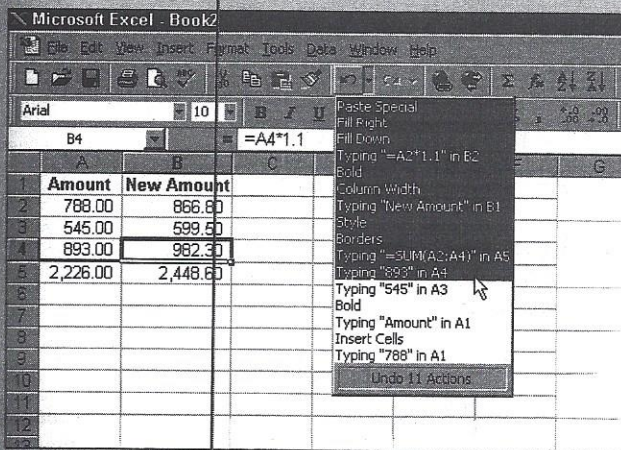 Microsoft Excel - Book2
File Edit View Insert Format Tools Data Window Help
Arial 10 B I U
B4 = =A4*1.1
A B C G
1 Amount New Amount
2 788.00 866.80
3 545.00 599.50
4 893.00 982.30
5 2,226.00 2,448.60
6
7
8
9
10
11
12
Paste Special
Fill Right
Fill Down
Typing "=A2*1.1" in B2
Bold
Column Width
Typing "New Amount" in B1
Style
Borders
Typing "=SUM(A2:A4)" in A5
Typing "893" in A4
Typing "545" in A3
Bold
Typing "Amount" in A1
Insert Cells
Typing "788" in A1
Undo 11 Actions